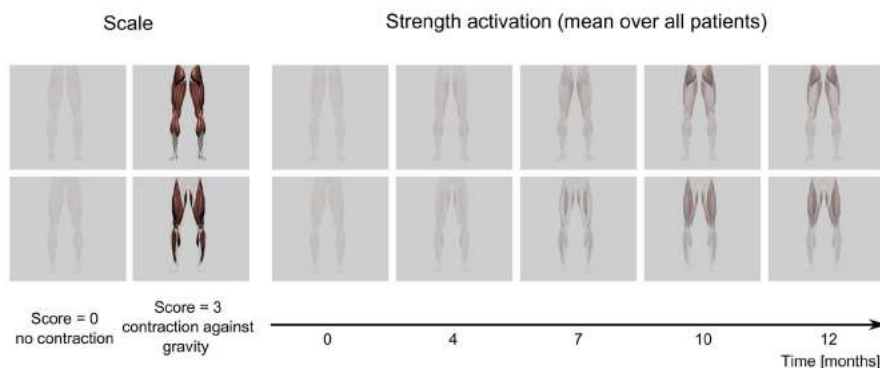 Scale
Strength activation (mean over all patients)
Score = 0
no contraction
Score = 3
contraction against
gravity
0
4
7
10
12
Time [months]